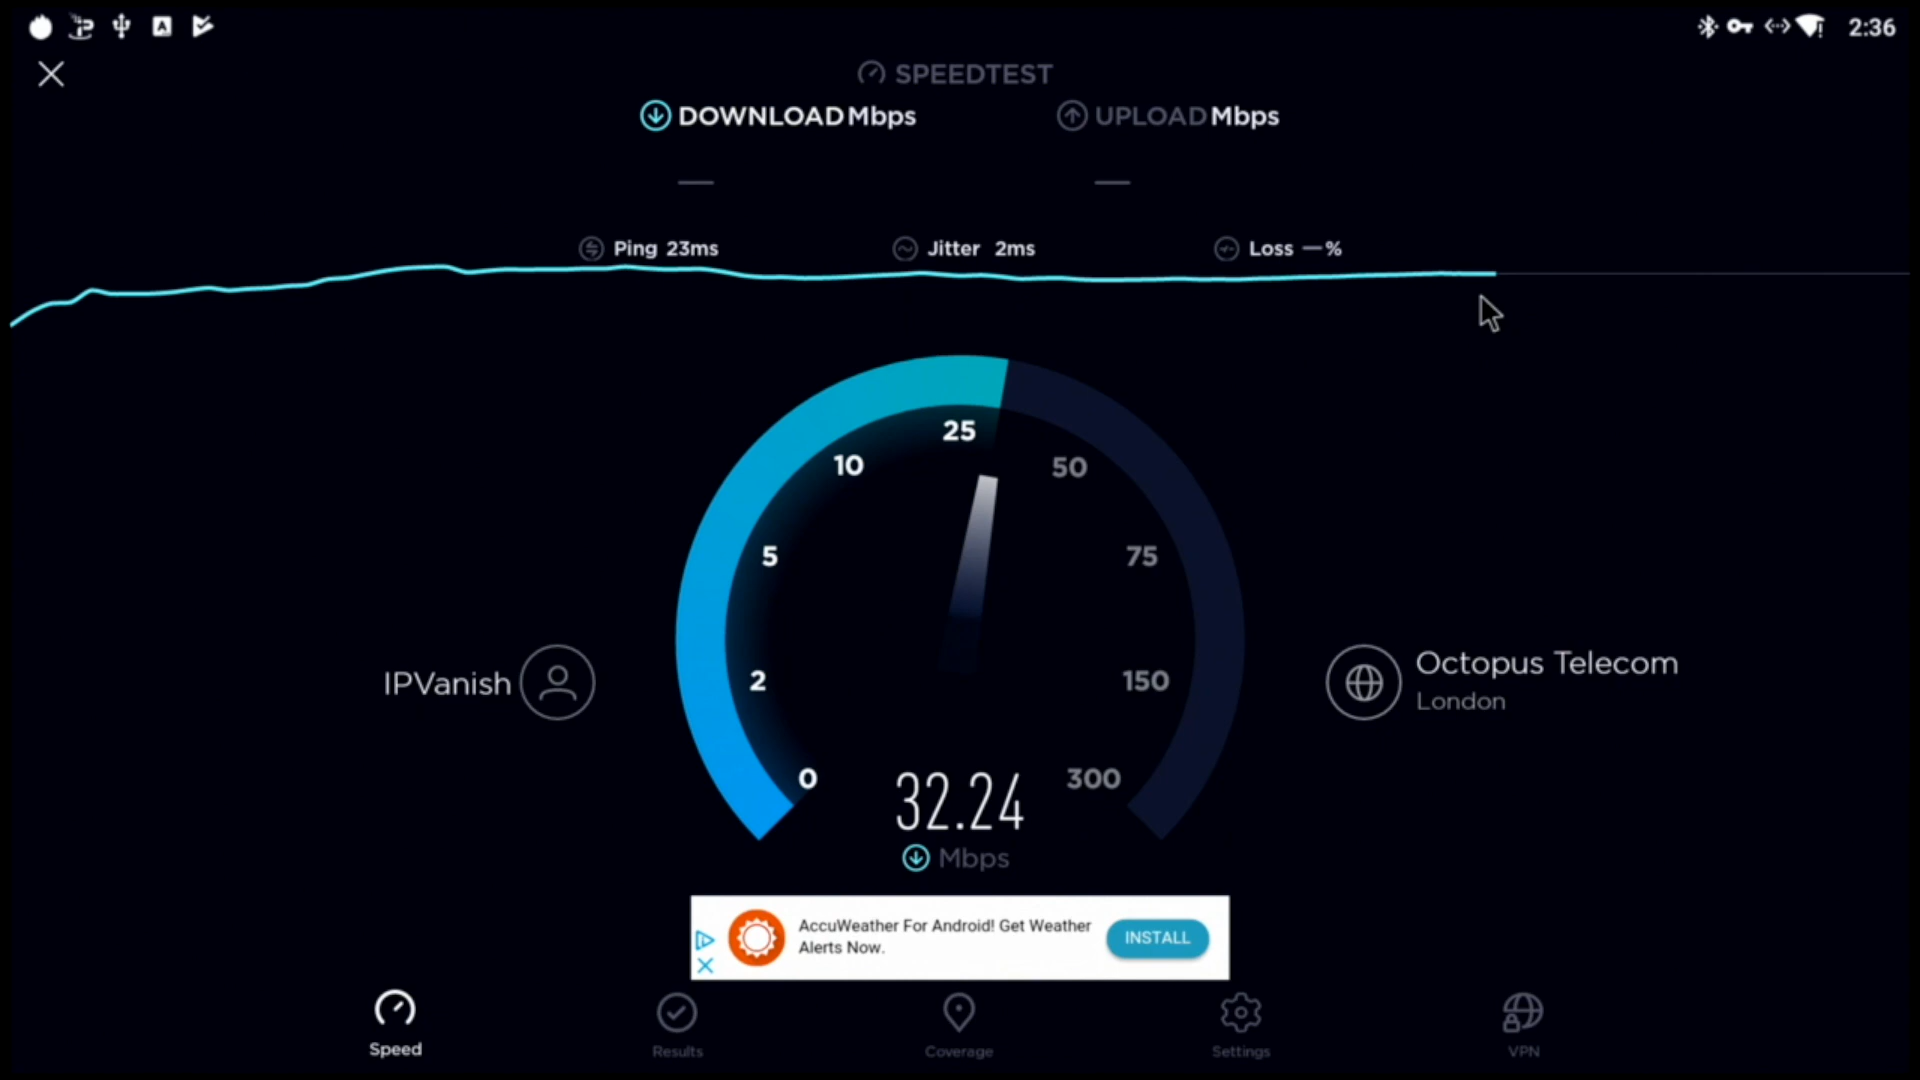 2:36
SPEEDTEST
DOWNLOAD Mbps
UPLOAD Mbps
—
—
Ping 23ms
Jitter 2ms
Loss —%
25
10
50
5
75
2
150
0
300
IPVanish
Octopus Telecom
London
32.24
Mbps
AccuWeather For Android! Get Weather
Alerts Now.
INSTALL
Speed
Results
Coverage
Settings
VPN